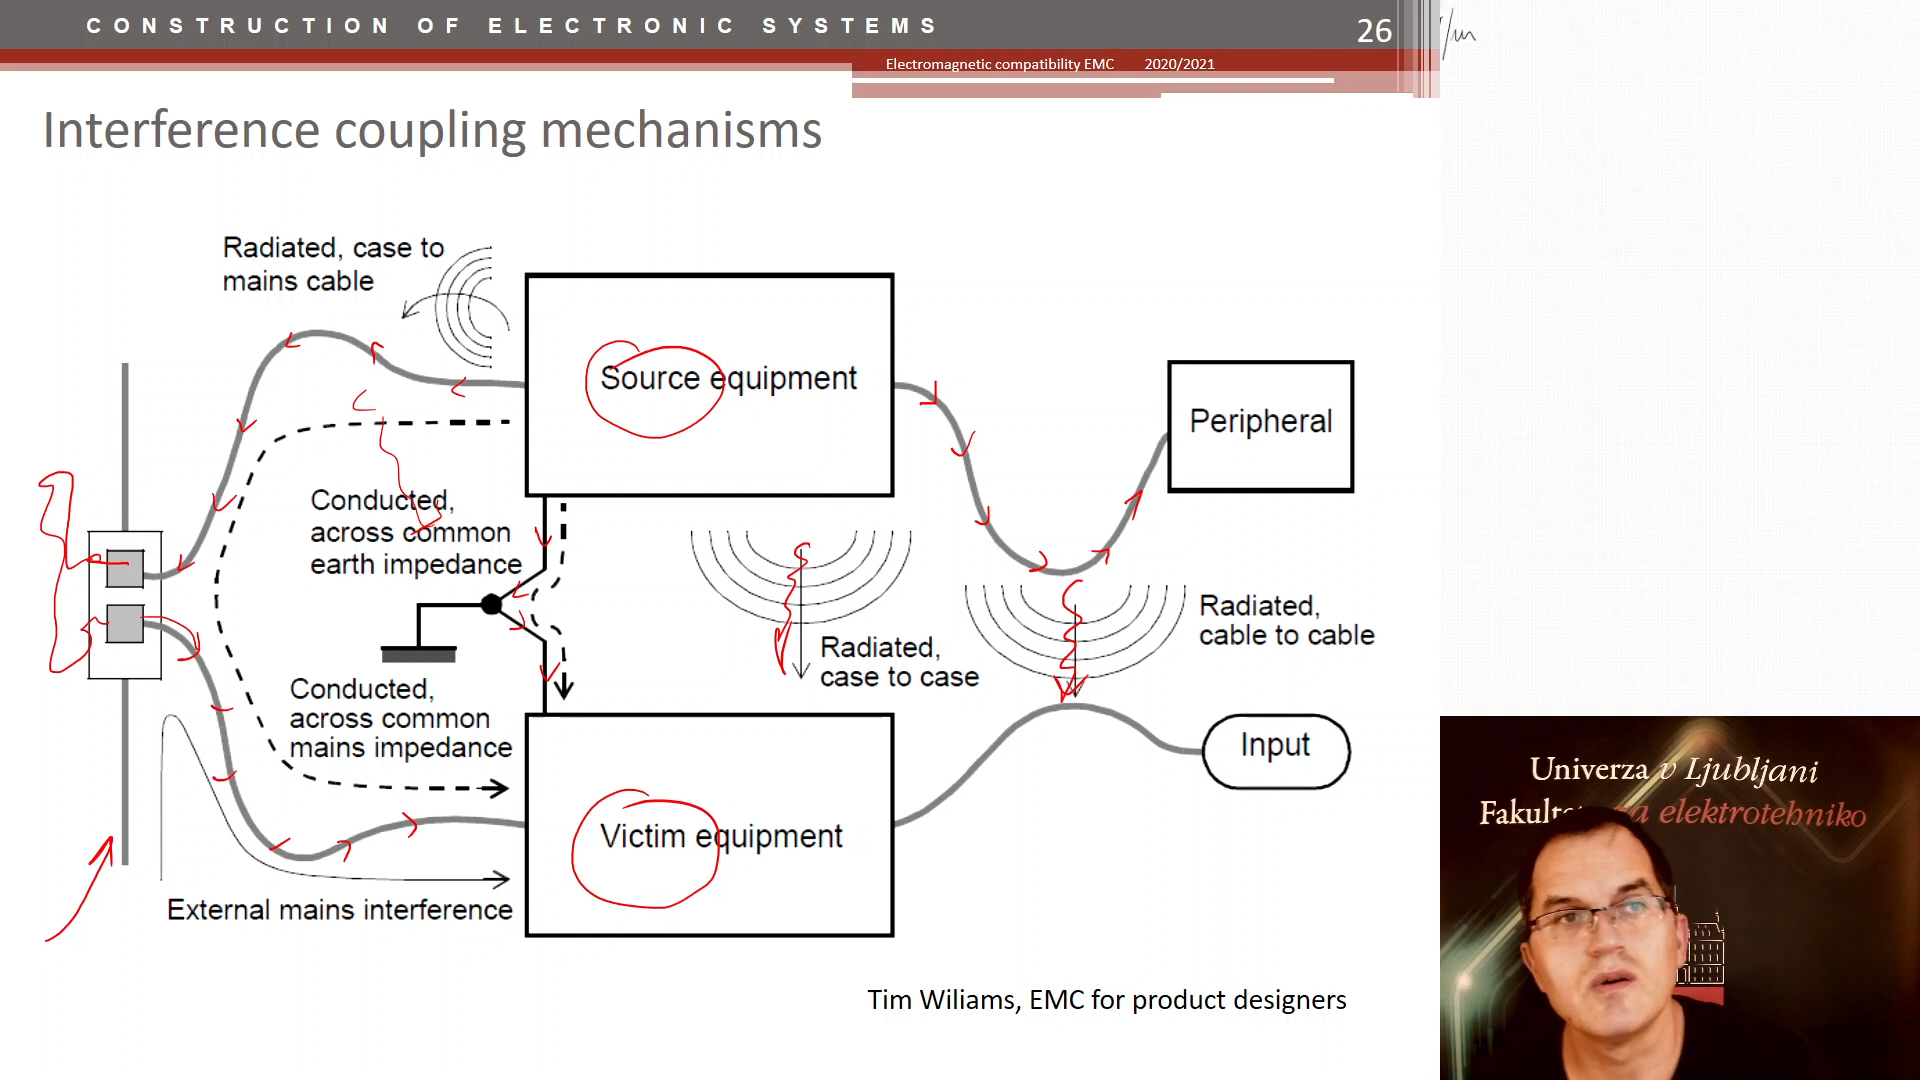 CONSTRUCTION OF ELECTRONIC SYSTEMS
26
Electromagnetic compatibility EMC 2020/2021
Interference coupling mechanisms
Radiated, case to
mains cable
Source equipment
Peripheral
Conducted,
across common
earth impedance
Radiated,
cable to cable
Radiated,
case to case
Conducted,
across common
mains impedance
Input
Victim equipment
External mains interference
Tim Wiliams, EMC for product designers
Univerza v Ljubljani
za elektrotehniko